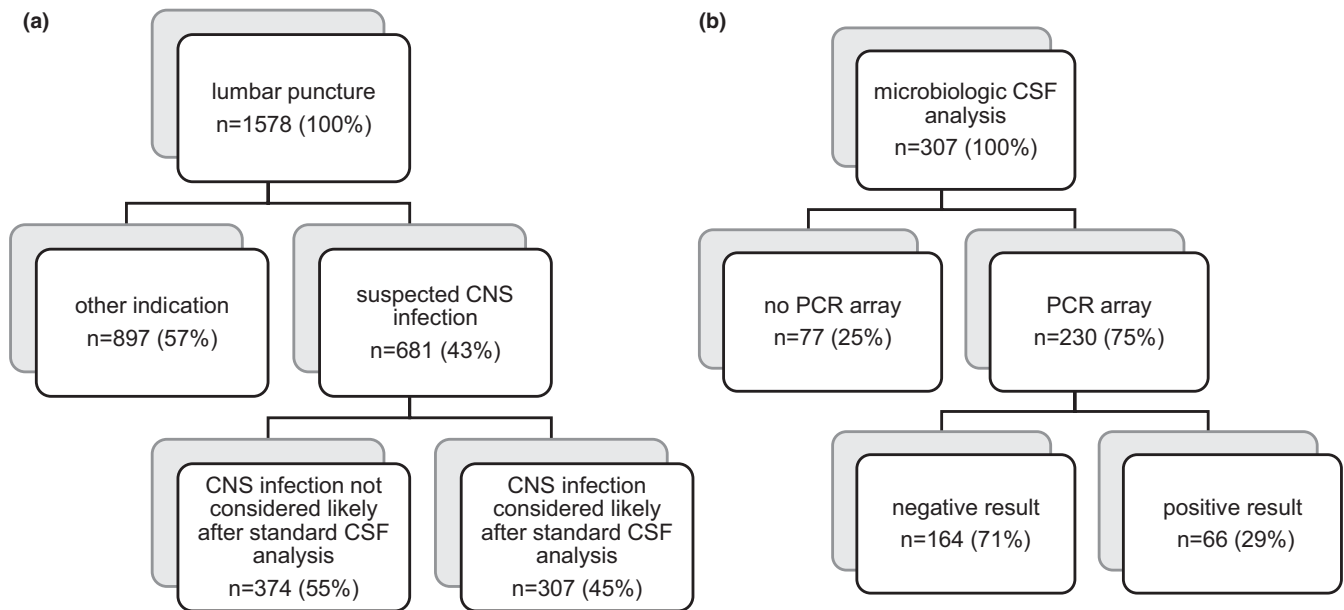 (a)
lumbar puncture
n=1578 (100%)
other indication
n=897 (57%)
suspected CNS
infection
n=681 (43%)
CNS infection not
considered likely
after standard CSF
analysis
n=374 (55%)
CNS infection
considered likely
after standard CSF
analysis
n=307 (45%)
(b)
microbiologic CSF
analysis
n=307 (100%)
no PCR array
n=77 (25%)
PCR array
n=230 (75%)
negative result
n=164 (71%)
positive result
n=66 (29%)